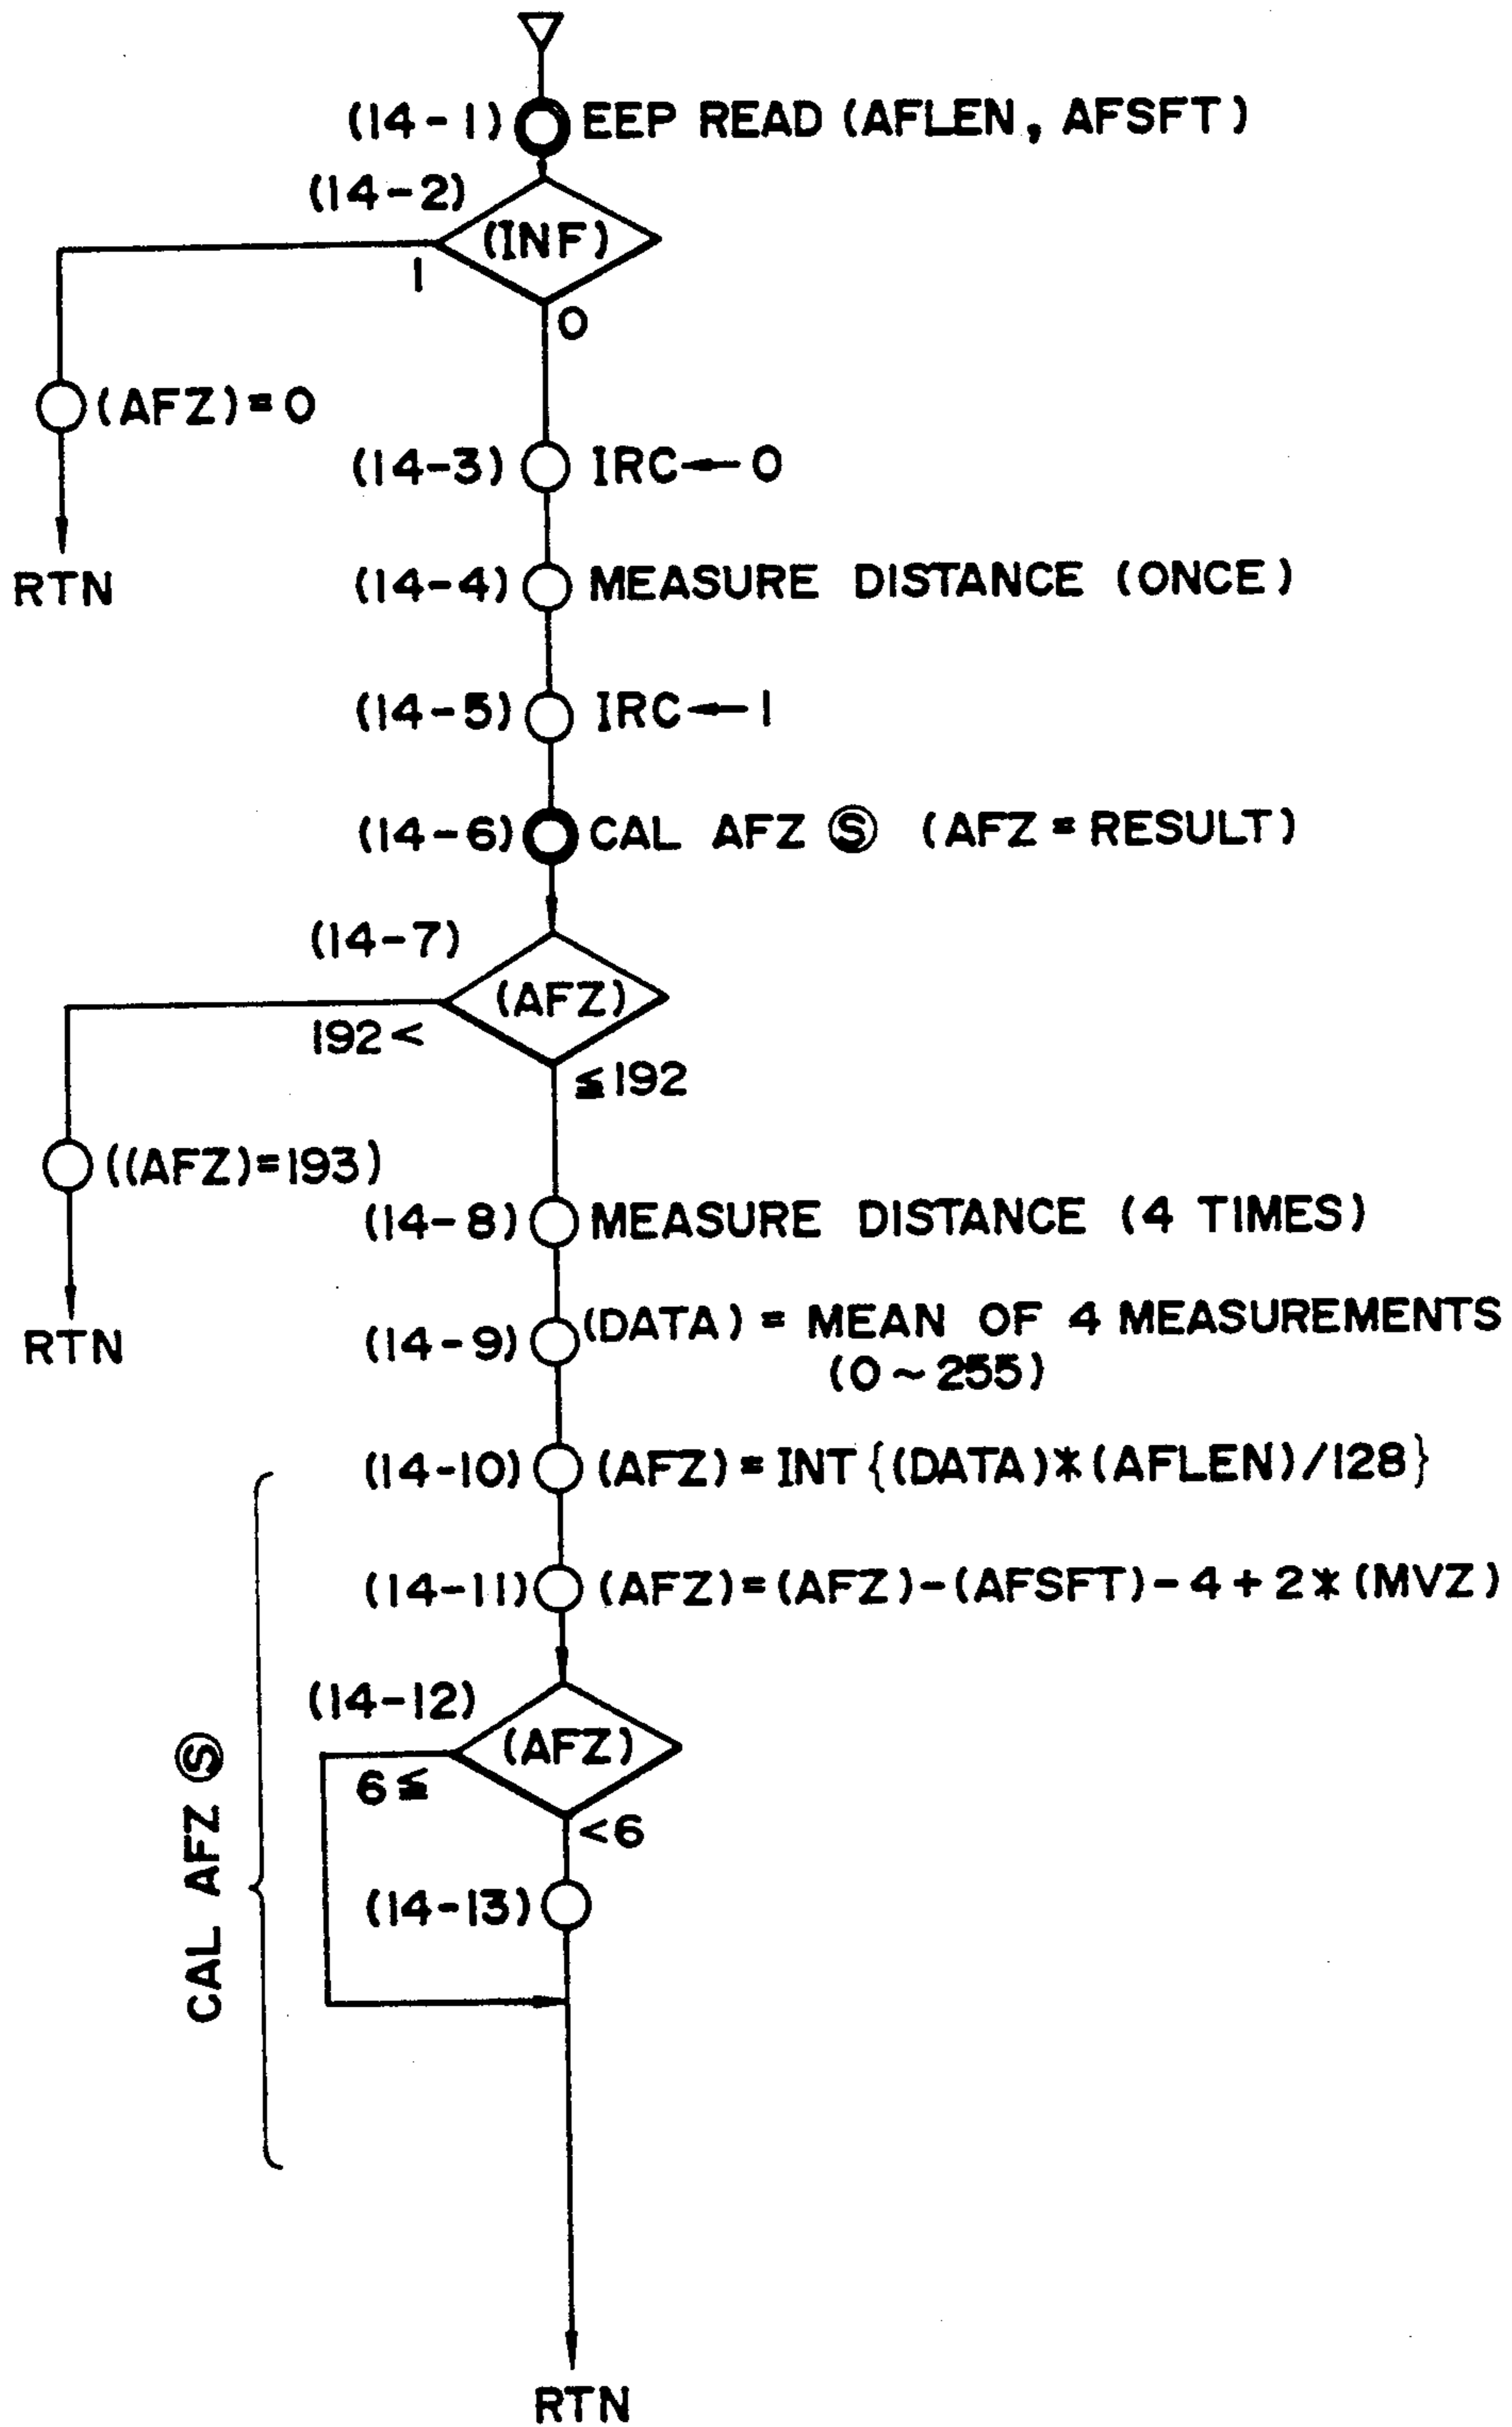 (14-1) EEP READ (AFLEN, AFSFT)
(14-2)
(INF)
1
0
(AFZ)=0
(14-3) IRC←0
RTN
(14-4) MEASURE DISTANCE (ONCE)
(14-5) IRC←1
(14-6) CAL AFZ Ⓢ (AFZ=RESULT)
(14-7)
(AFZ)
192<
≦192
((AFZ)=193)
(14-8) MEASURE DISTANCE (4 TIMES)
RTN
(14-9) (DATA)=MEAN OF 4 MEASUREMENTS
(0~255)
(14-10) (AFZ)=INT{(DATA)*(AFLEN)/128}
(14-11) (AFZ)=(AFZ)-(AFSFT)-4+2*(MVZ)
(14-12)
(AFZ)
6≦
<6
CAL AFZ Ⓢ
(14-13)
RTN